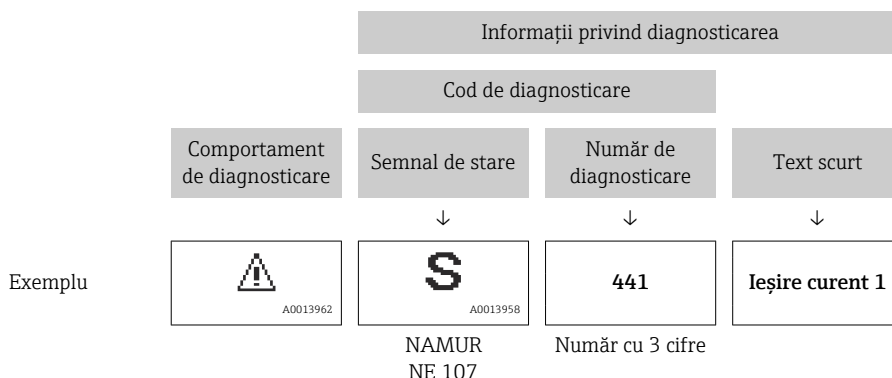 Informații privind diagnosticarea
Cod de diagnosticare
Comportament
de diagnosticare
Semnal de stare
Număr de
diagnosticare
Text scurt
↓
↓
↓
Exemplu
A0013962
S
A0013958
441
Ieșire curent 1
NAMUR
NE 107
Număr cu 3 cifre